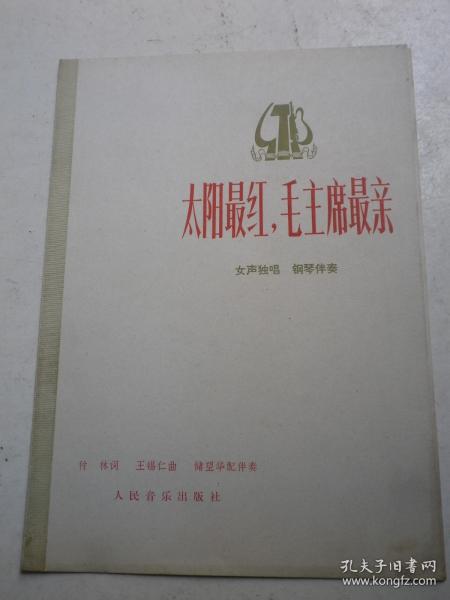 太阳最红，毛主席最亲
女声独唱 钢琴伴奏
付 林词 王锡仁曲 储望华配伴奏
人民音乐出版社
孔夫子旧书网
www.kongfz.com